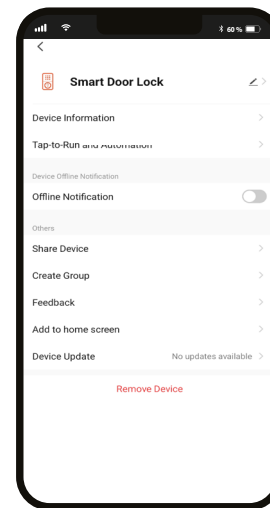 60 %
Smart Door Lock
Device Information
Tap-to-Run and Automation
Device Offline Notification
Offline Notification
Others
Share Device
Create Group
Feedback
Add to home screen
Device Update No updates available
Remove Device